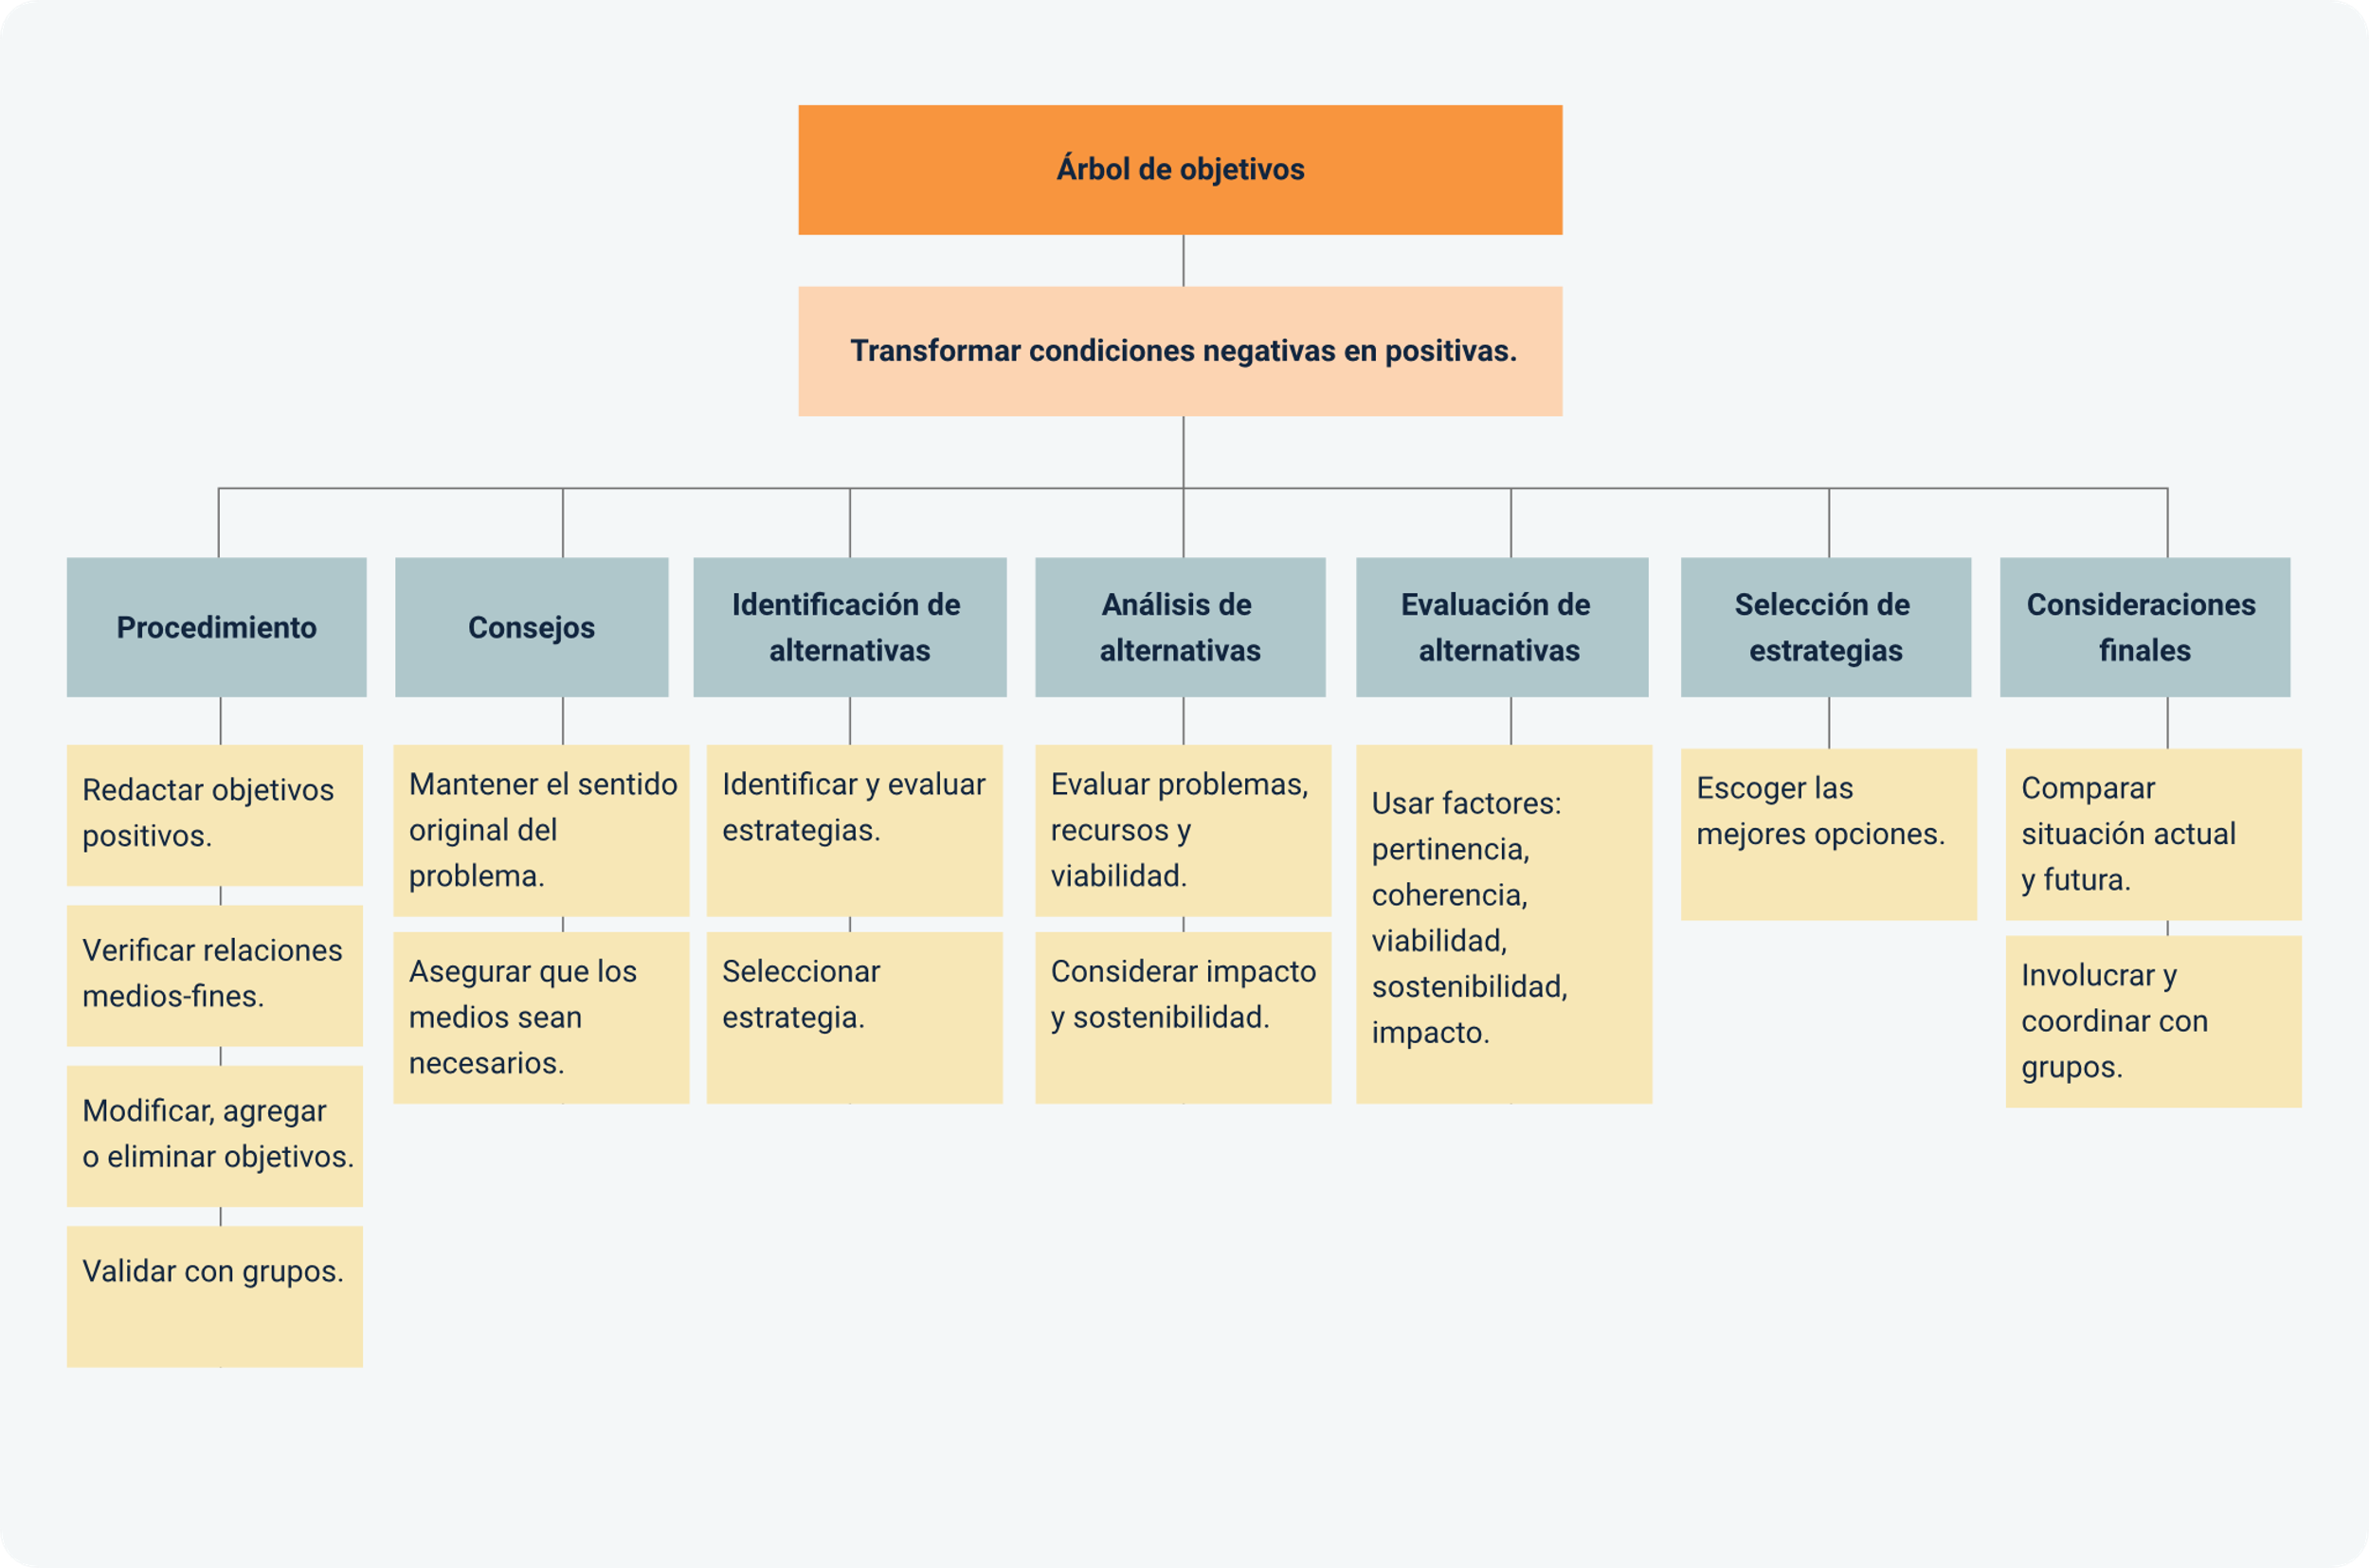 Árbol de objetivos
Transformar condiciones negativas en positivas.
Procedimiento
Redactar objetivos
positivos.
Verificar relaciones
medios-fines.
Modificar, agregar
o eliminar objetivos.
Validar con grupos.
Consejos
Mantener el sentido
original del
problema.
Asegurar que los
medios sean
necesarios.
Identificación de
alternativas
Identificar y evaluar
estrategias.
Seleccionar
estrategia.
Análisis de
alternativas
Evaluar problemas,
recursos y
viabilidad.
Considerar impacto
y sostenibilidad.
Evaluación de
alternativas
Usar factores:
pertinencia,
coherencia,
viabilidad,
sostenibilidad,
impacto.
Selección de
estrategias
Escoger las
mejores opciones.
Consideraciones
finales
Comparar
situación actual
y futura.
Involucrar y
coordinar con
grupos.